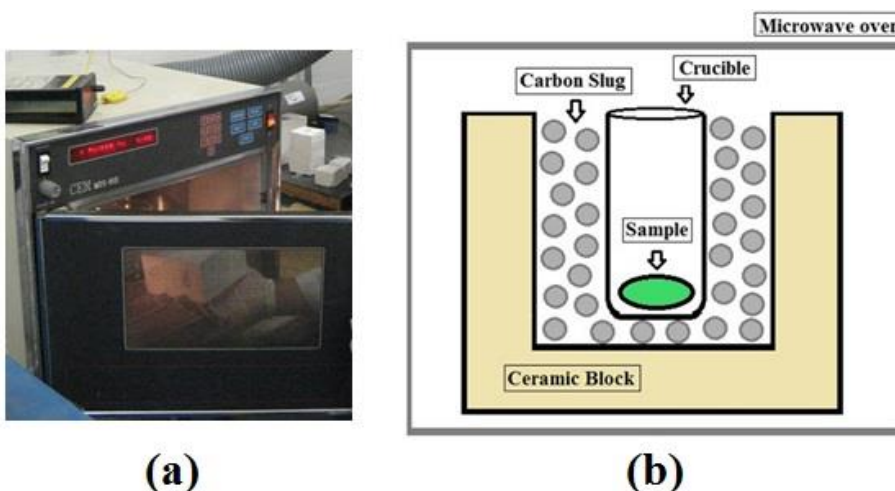 Microwave oven
Carbon Slug
Crucible
CEM
Sample
Ceramic Block
(a)
(b)